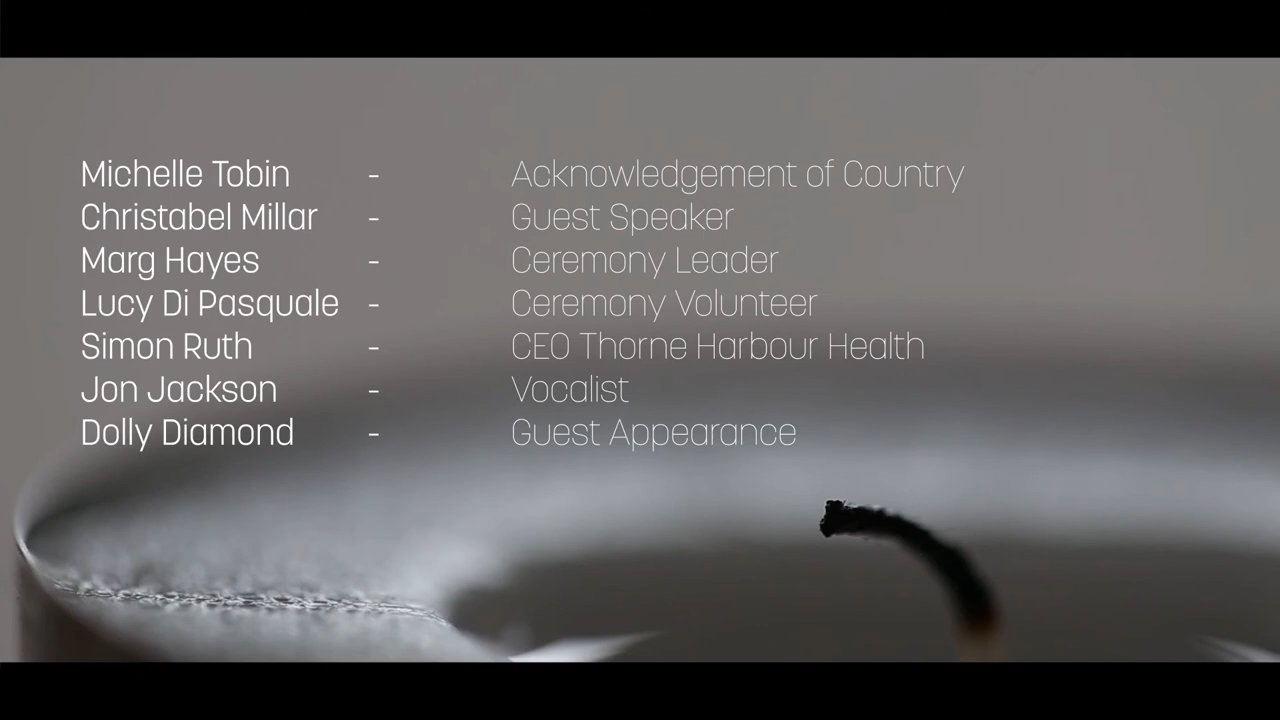 Michelle Tobin - Acknowledgement of Country
Christabel Millar - Guest Speaker
Marg Hayes - Ceremony Leader
Lucy Di Pasquale - Ceremony Volunteer
Simon Ruth - CEO Thorne Harbour Health
Jon Jackson - Vocalist
Dolly Diamond - Guest Appearance